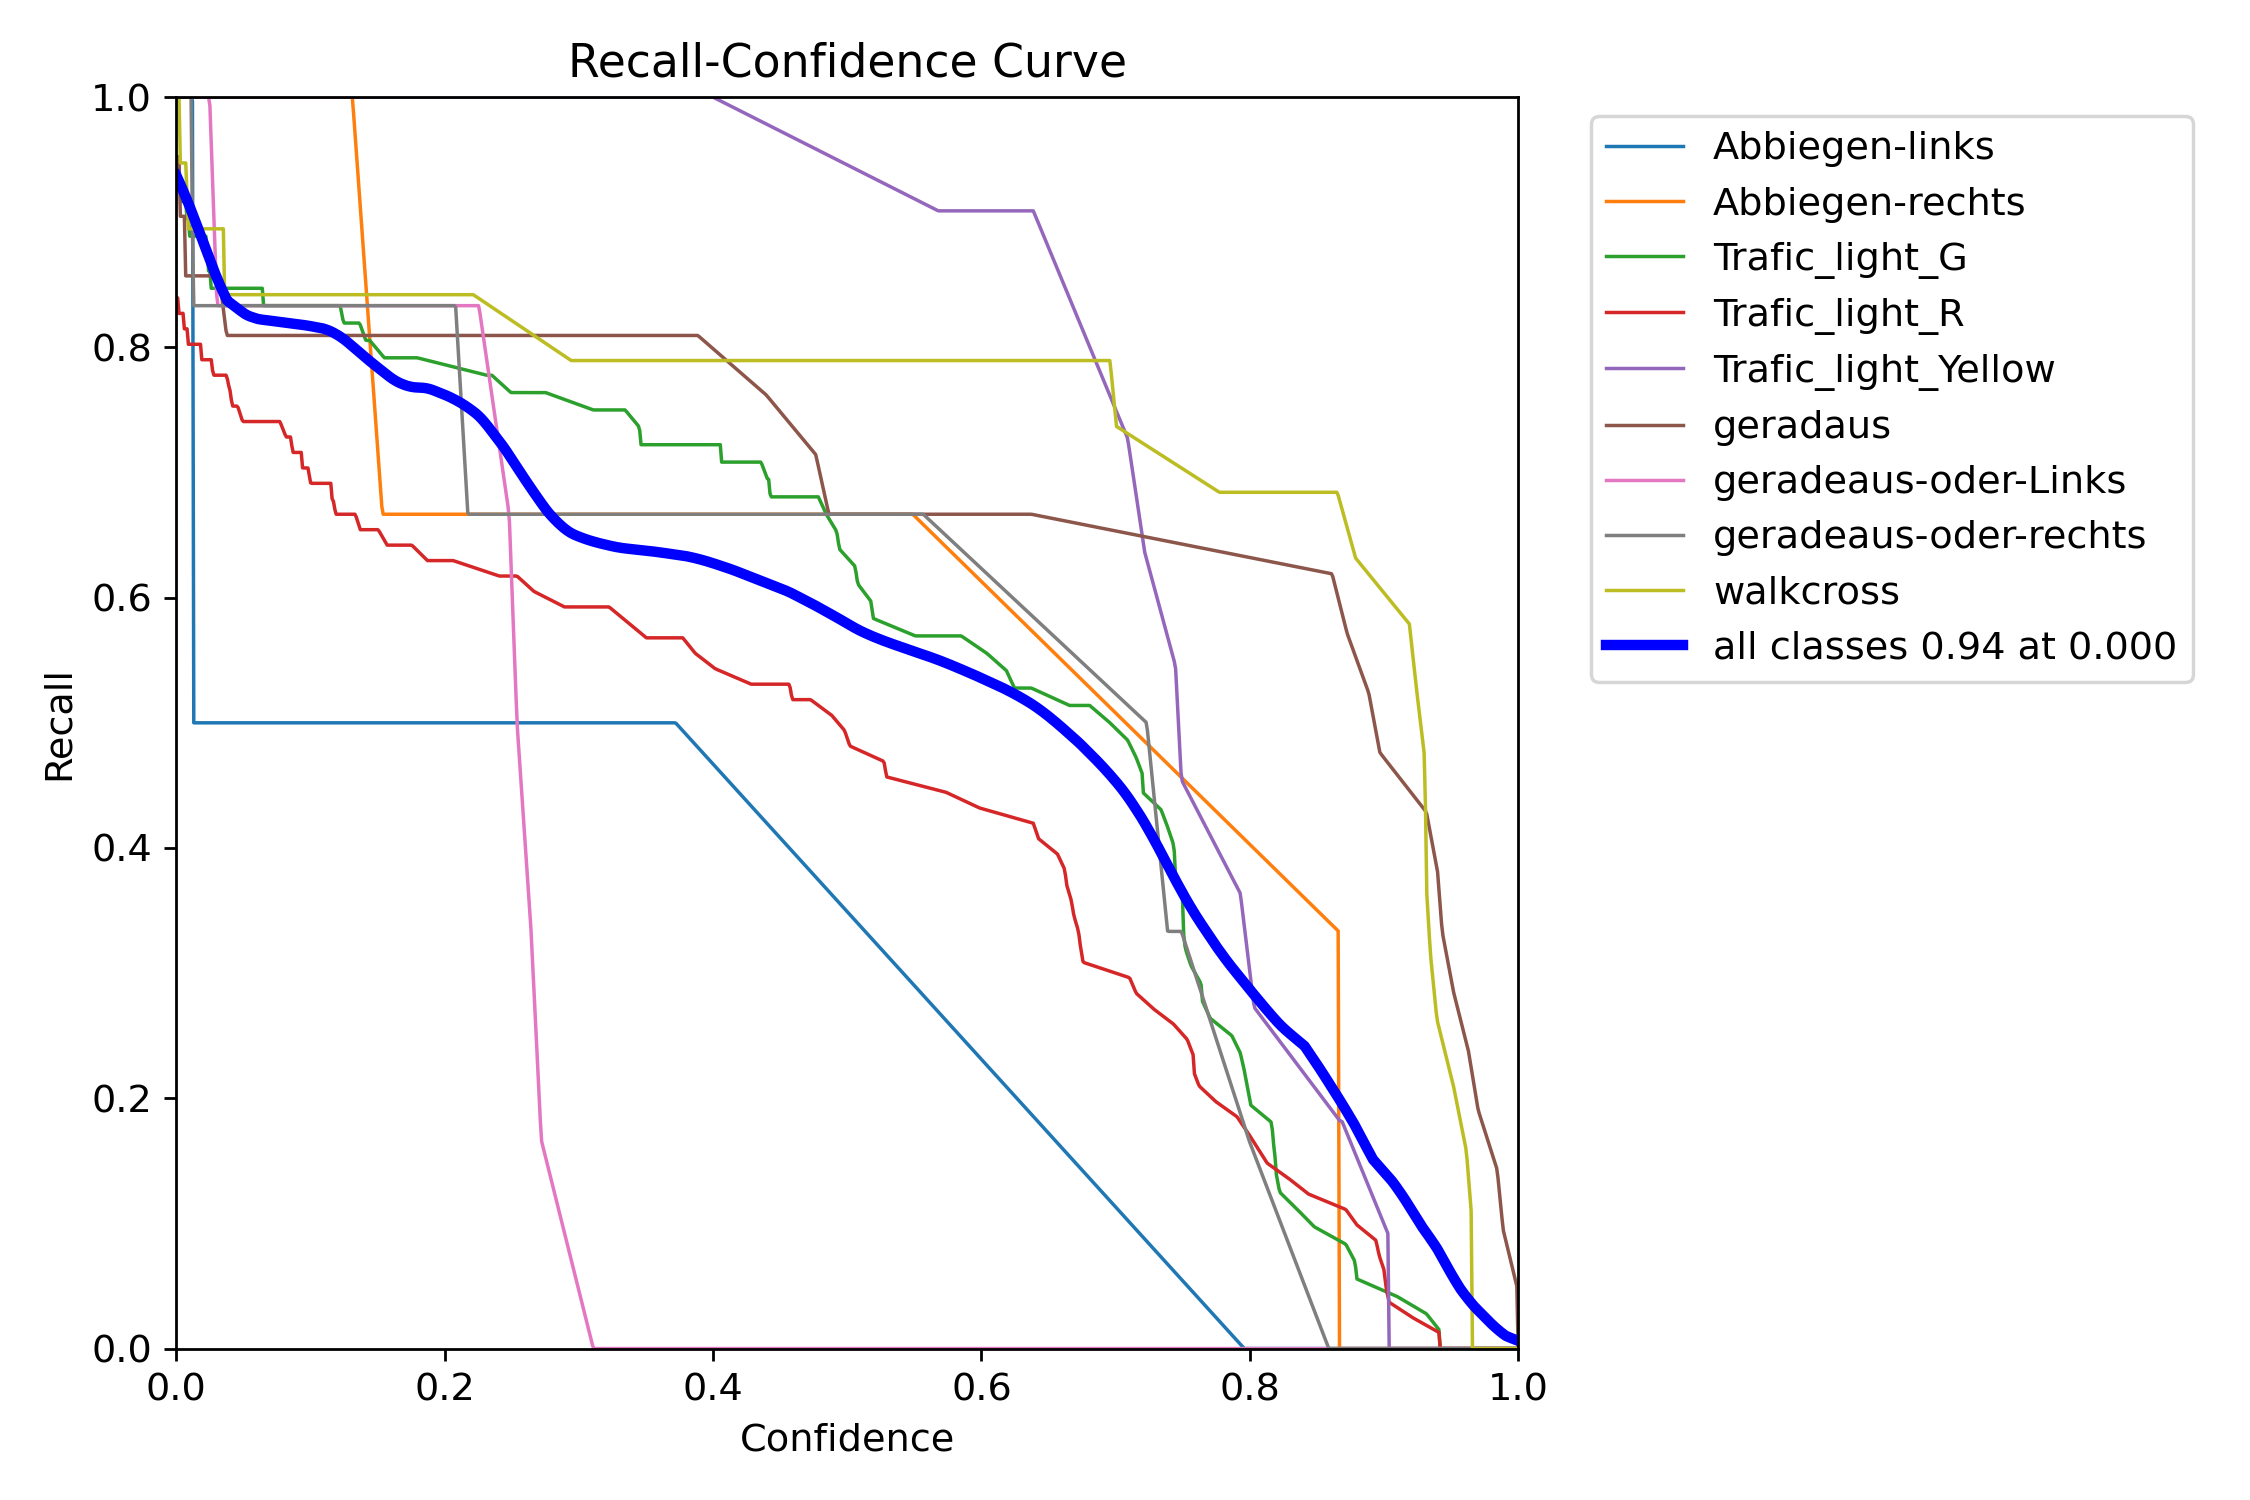 Recall-Confidence Curve
1.0
0.8
0.6
0.4
0.2
0.0
Recall
0.0 0.2 0.4 0.6 0.8 1.0
Confidence
Abbiegen-links
Abbiegen-rechts
Trafic_light_G
Trafic_light_R
Trafic_light_Yellow
geradaus
geradeaus-oder-Links
geradeaus-oder-rechts
walkcross
all classes 0.94 at 0.000